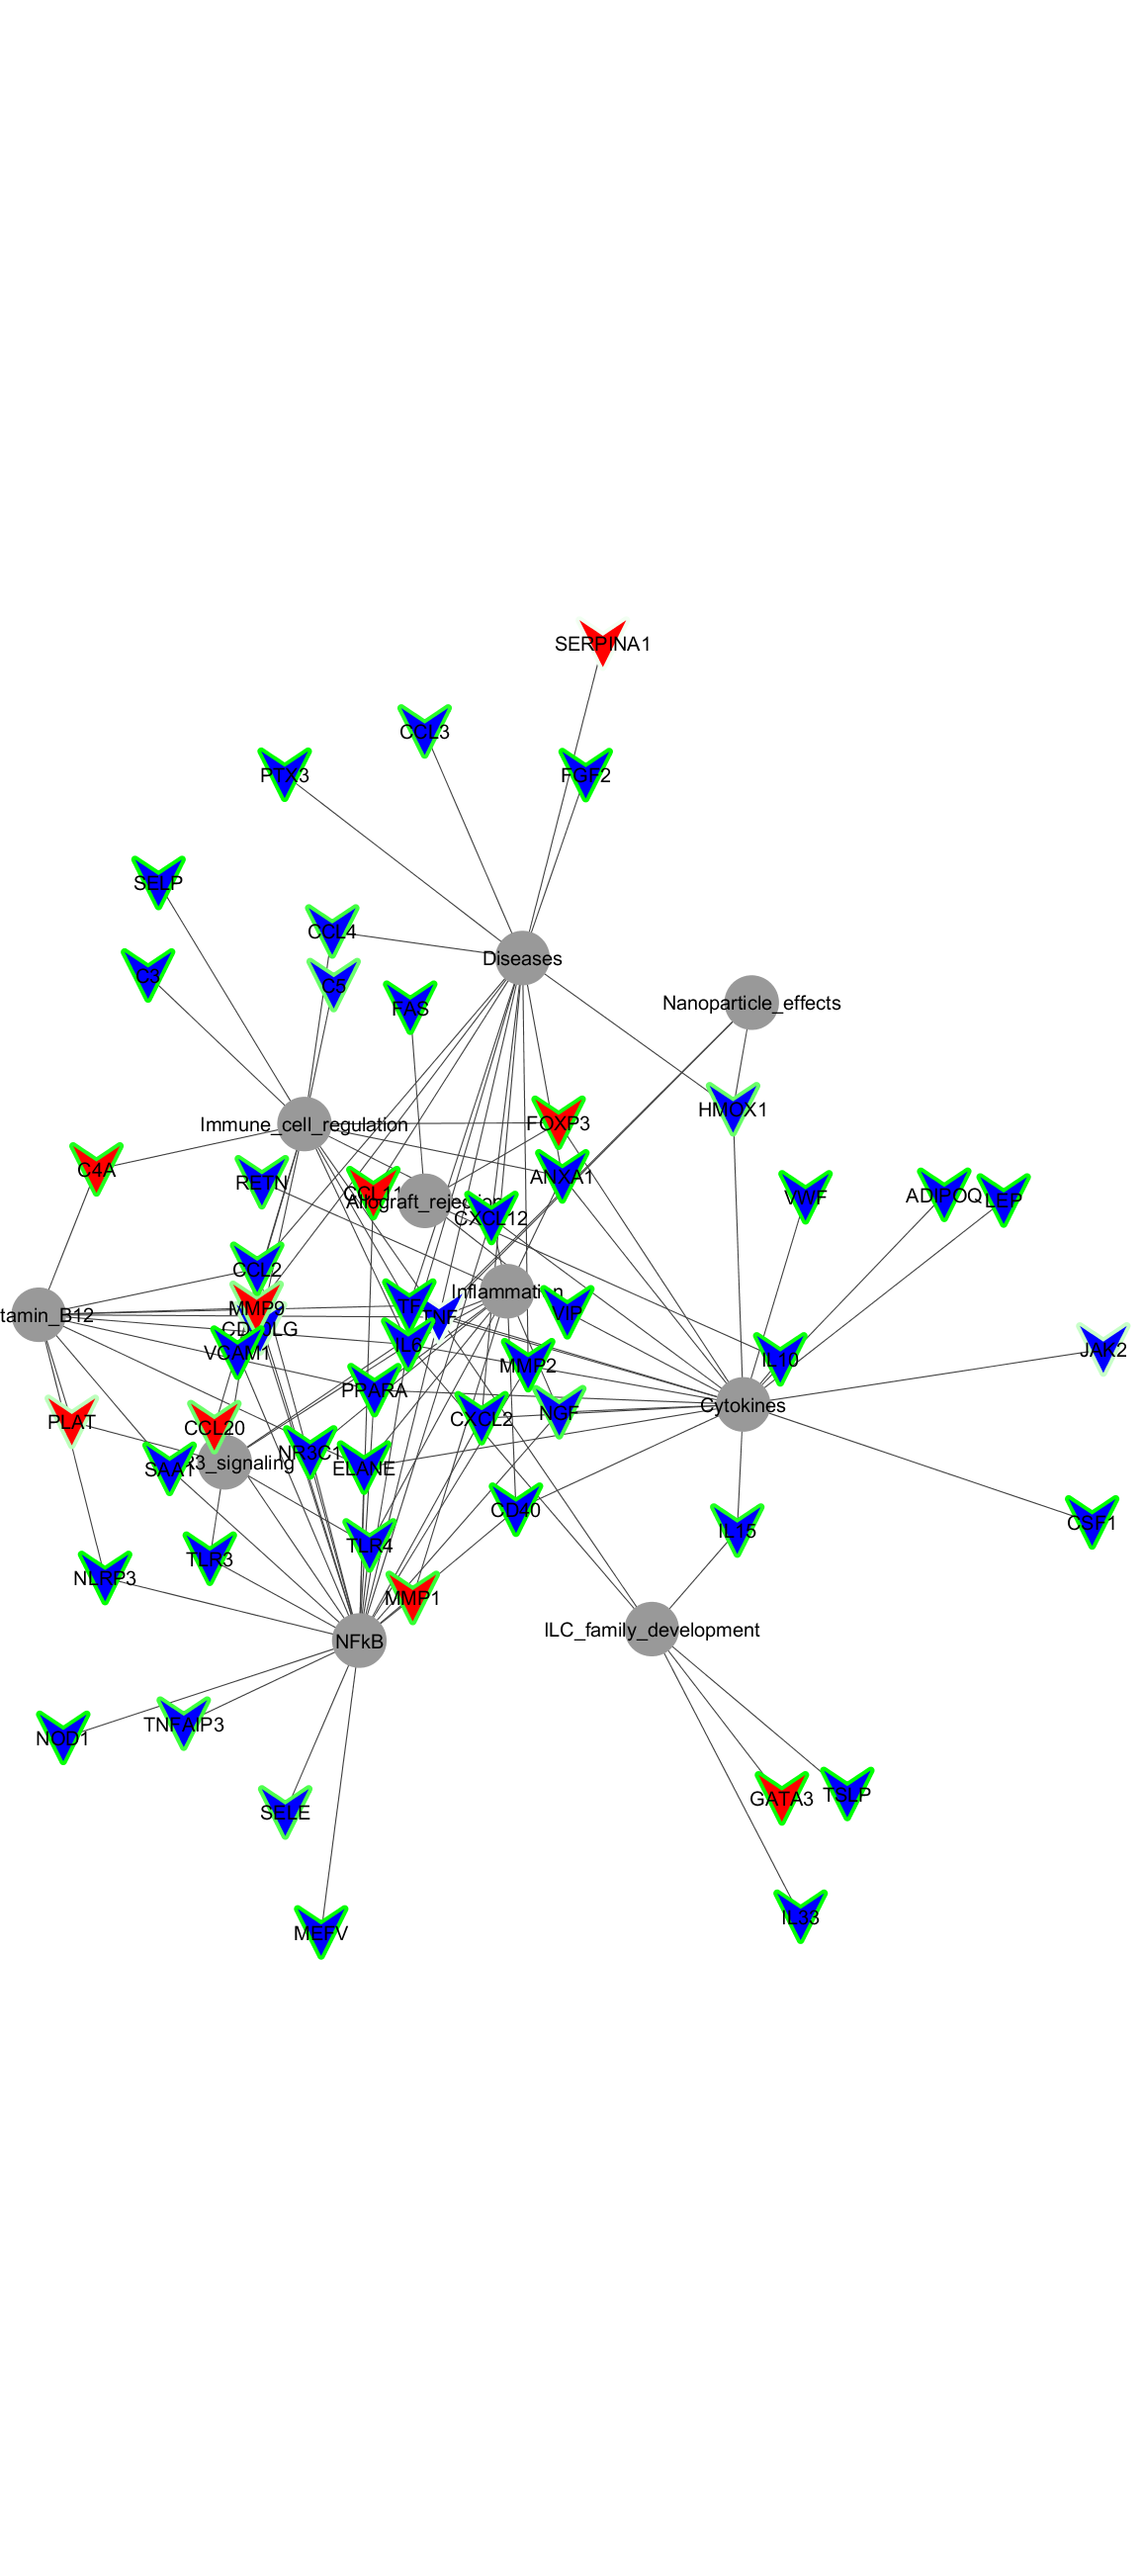 SERPINA1
CCL3
PTX3
FGF2
SELP
CCL4
Diseases
C3
C5
Nanoparticle_effects
FAS
HMOX1
Immune_cell_regulation
FOXP3
C4A
ANXA1
RETN
CCL11
Allograft_rejection
VWF
ADIPOQ
LEP
CXCL12
CCL2
Inflammation
MMP9
TF
VIP
tamin_B12
TNF
CD40LG
IL6
VCAM1
JAK2
IL10
MMP2
PPARA
Cytokines
NGF
CXCL2
PLAT
CCL20
NR3C1
R3_signaling
SAA1
ELANE
CD40
CSF1
IL15
TLR4
TLR3
NLRP3
MMP1
ILC_family_development
NFkB
TNFAIP3
NOD1
TSLP
GATA3
SELE
IL33
MEFV